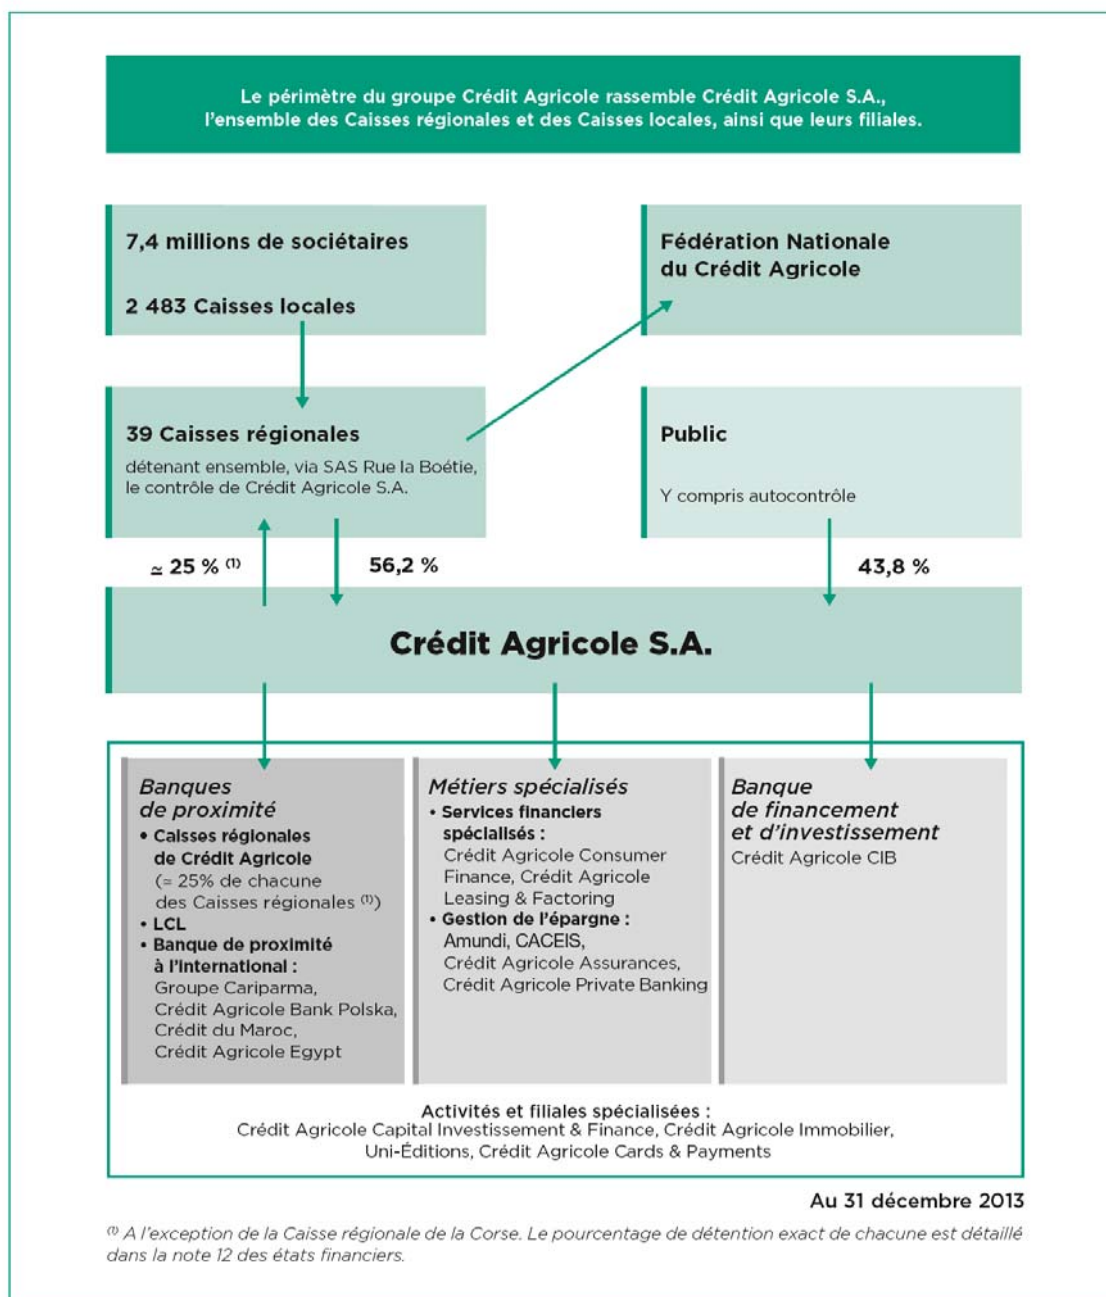 Le périmètre du groupe Crédit Agricole rassemble Crédit Agricole S.A.,
l'ensemble des Caisses régionales et des Caisses locales, ainsi que leurs filiales.
7,4 millions de sociétaires
2 483 Caisses locales
Fédération Nationale
du Crédit Agricole
39 Caisses régionales
détenant ensemble, via SAS Rue la Boétie,
le contrôle de Crédit Agricole S.A.
Public
Y compris autocontrôle
≃ 25 % (1)
56,2 %
43,8 %
Crédit Agricole S.A.
Banques
de proximité
• Caisses régionales
de Crédit Agricole
(= 25% de chacune
des Caisses régionales (1))
• LCL
• Banque de proximité
à l'international :
Groupe Cariparma,
Crédit Agricole Bank Polska,
Crédit du Maroc,
Crédit Agricole Egypt
Métiers spécialisés
• Services financiers
spécialisés :
Crédit Agricole Consumer
Finance, Crédit Agricole
Leasing & Factoring
• Gestion de l'épargne :
Amundi, CACEIS,
Crédit Agricole Assurances,
Crédit Agricole Private Banking
Banque
de financement
et d'investissement
Crédit Agricole CIB
Activités et filiales spécialisées :
Crédit Agricole Capital Investissement & Finance, Crédit Agricole Immobilier,
Uni-Éditions, Crédit Agricole Cards & Payments
Au 31 décembre 2013
(1) A l'exception de la Caisse régionale de la Corse. Le pourcentage de détention exact de chacune est détaillé
dans la note 12 des états financiers.